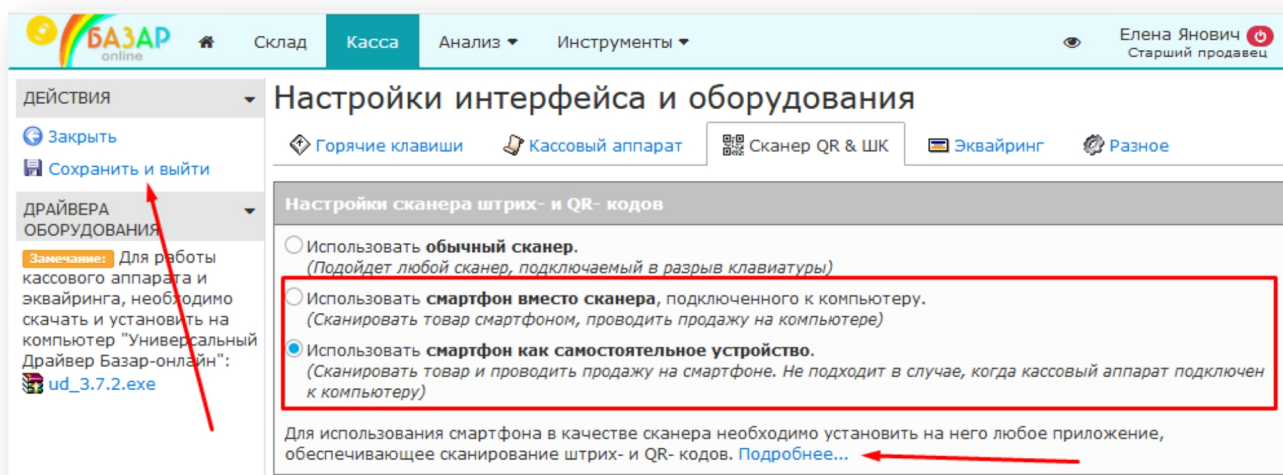 БАЗАР
online
Склад
Касса
Анализ
Инструменты
Елена Янович
Старший продавец
ДЕЙСТВИЯ
Закрыть
Сохранить и выйти
ДРАЙВЕРА
ОБОРУДОВАНИЯ
Замечание: Для работы
кассового аппарата и
эквайринга, необходимо
скачать и установить на
компьютер "Универсальный
Драйвер Базар-онлайн":
ud_3.7.2.exe
Настройки интерфейса и оборудования
Горячие клавиши
Кассовый аппарат
Сканер QR & ШК
Эквайринг
Разное
Настройки сканера штрих- и QR- кодов
Использовать обычный сканер.
(Подойдет любой сканер, подключаемый в разрыв клавиатуры)
Использовать смартфон вместо сканера, подключенного к компьютеру.
(Сканировать товар смартфоном, проводить продажу на компьютере)
Использовать смартфон как самостоятельное устройство.
(Сканировать товар и проводить продажу на смартфоне. Не подходит в случае, когда кассовый аппарат подключен
к компьютеру)
Для использования смартфона в качестве сканера необходимо установить на него любое приложение,
обеспечивающее сканирование штрих- и QR- кодов. Подробнее...